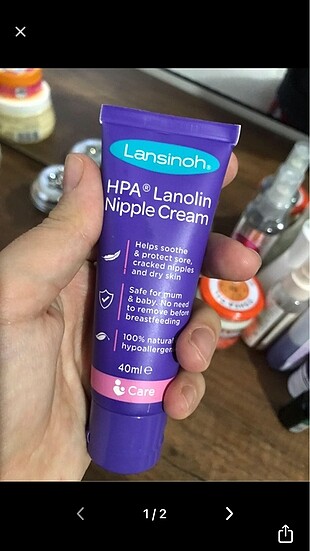 Lansinoh®
HPA® Lanolin
Nipple Cream
Helps soothe
& protect sore,
cracked nipples
and dry skin
Safe for mum
& baby. No need
to remove before
breastfeeding
100% natural
hypoallergen
40ml e
Care
1/2